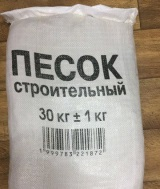 ПЕСОК
строительный
30 кг ± 1 кг